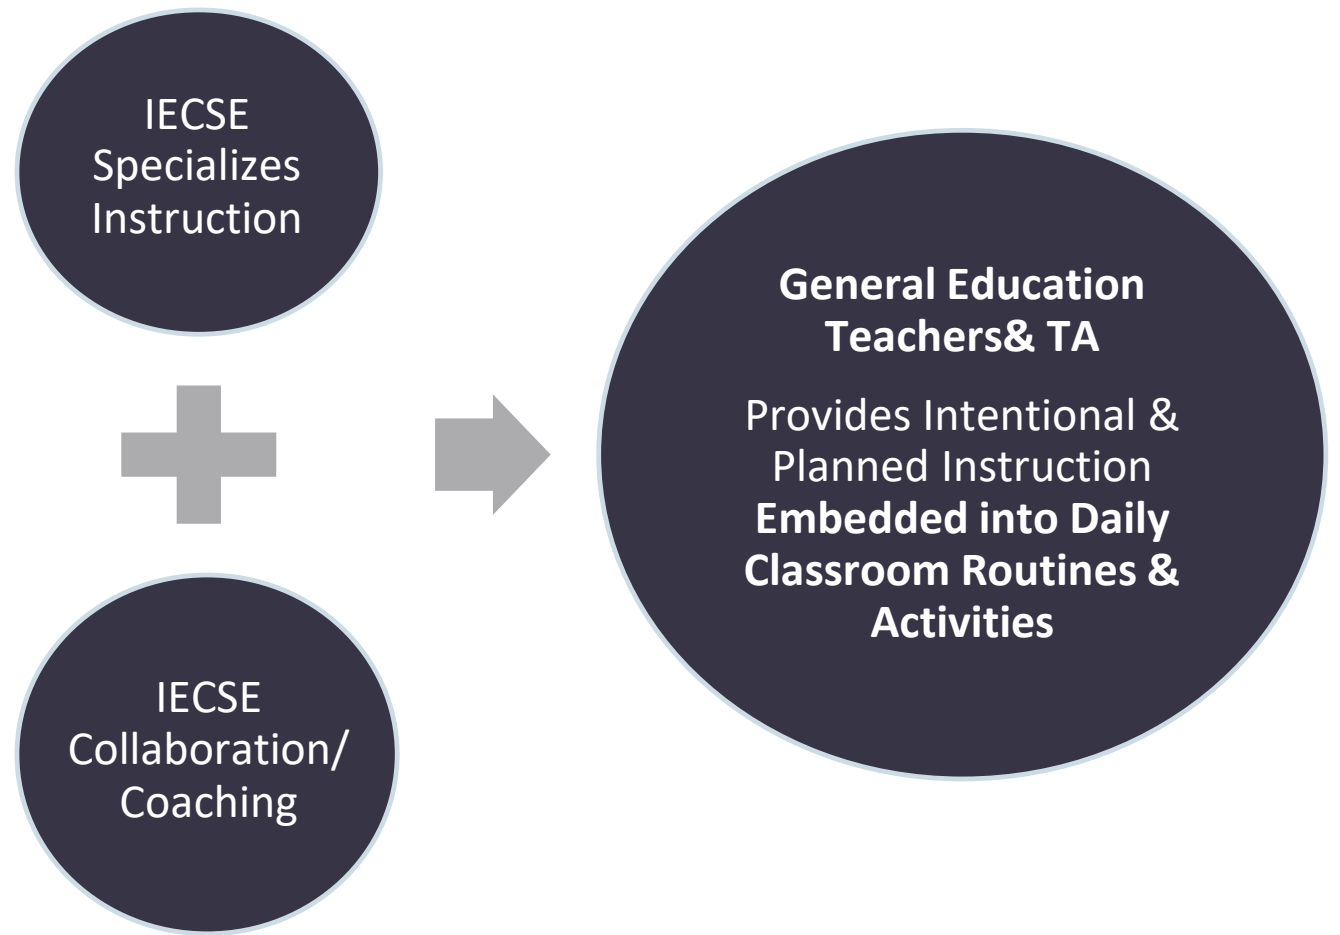 IECSE
Specializes
Instruction
IECSE
Collaboration/
Coaching
General Education
Teachers& TA
Provides Intentional &
Planned Instruction
Embedded into Daily
Classroom Routines &
Activities